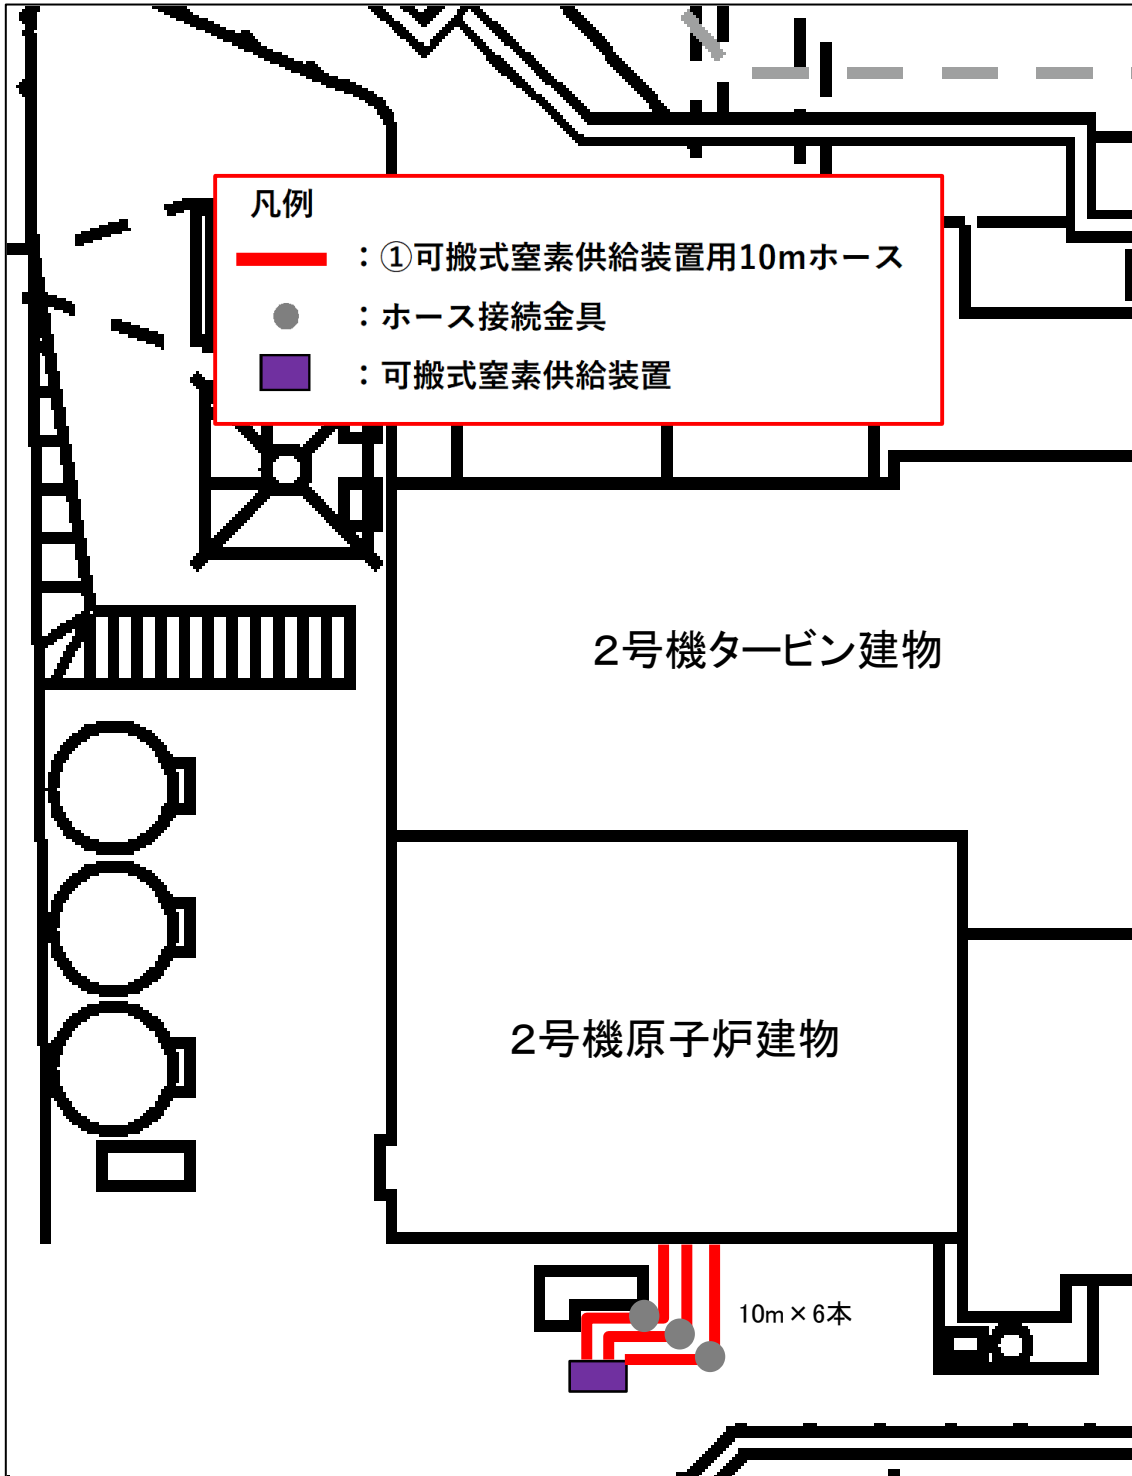 凡例
：①可搬式窒素供給装置用10mホース
：ホース接続金具
：可搬式窒素供給装置
２号機タービン建物
２号機原子炉建物
10m×6本